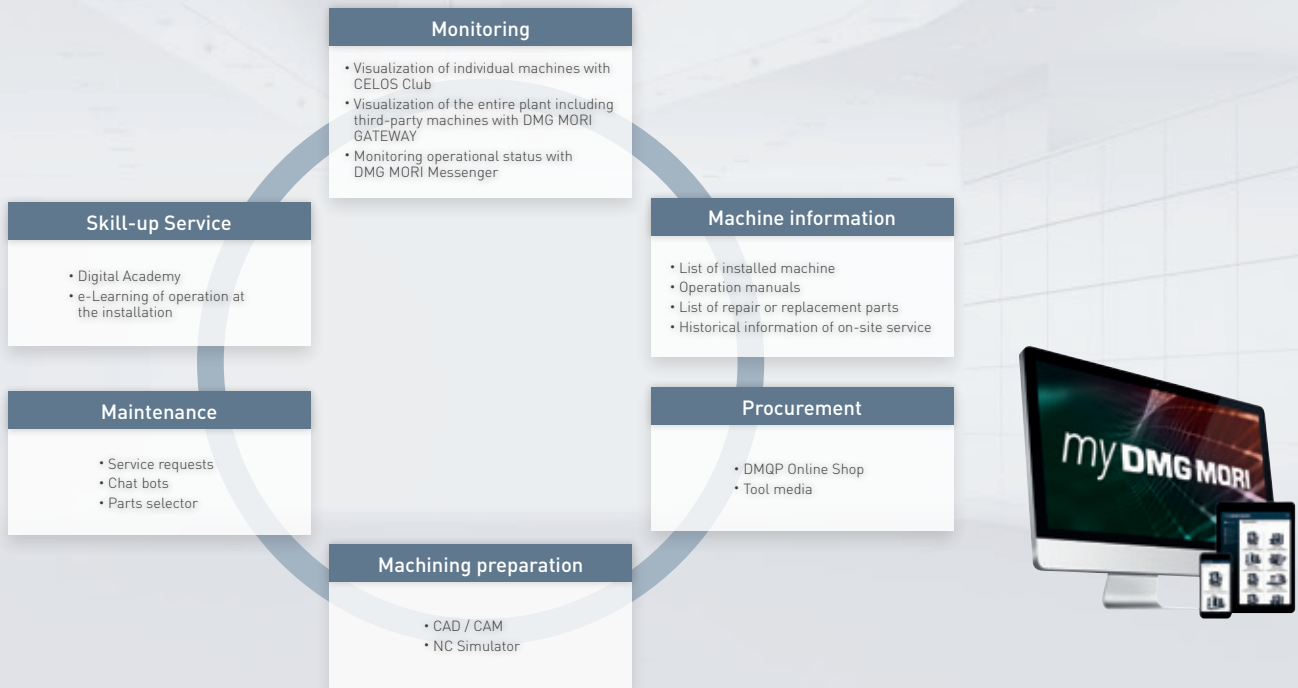 Monitoring
• Visualization of individual machines with
CELOS Club
• Visualization of the entire plant including
third-party machines with DMG MORI
GATEWAY
• Monitoring operational status with
DMG MORI Messenger
Skill-up Service
• Digital Academy
• e-Learning of operation at
the installation
Machine information
• List of installed machine
• Operation manuals
• List of repair or replacement parts
• Historical information of on-site service
Maintenance
• Service requests
• Chat bots
• Parts selector
Procurement
• DMQP Online Shop
• Tool media
Machining preparation
• CAD / CAM
• NC Simulator
my DMG MORI